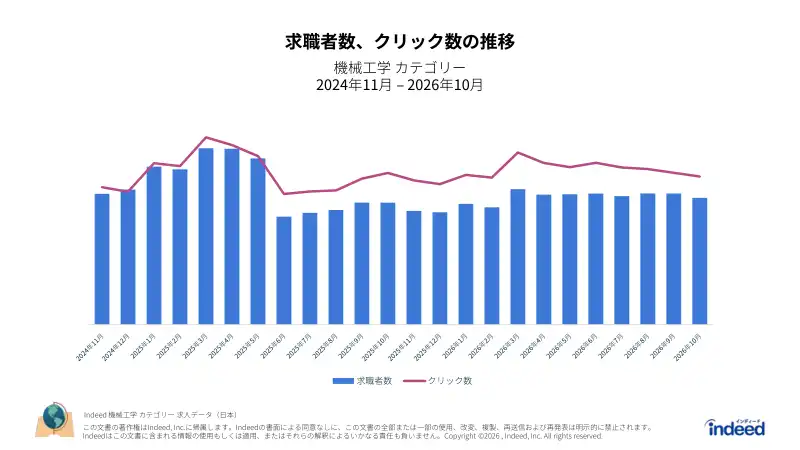 求職者数、クリック数の推移
機械工学 カテゴリー
2024年11月 – 2026年10月
2024年11月
2024年12月
2025年1月
2025年2月
2025年3月
2025年4月
2025年5月
2025年6月
2025年7月
2025年8月
2025年9月
2025年10月
2025年11月
2025年12月
2026年1月
2026年2月
2026年3月
2026年4月
2026年5月
2026年6月
2026年7月
2026年8月
2026年9月
2026年10月
求職者数 クリック数
Indeed 機械工学 カテゴリー 求人データ（日本）
この文書の著作権はIndeed, Inc.に帰属します。Indeedの書面による同意なしに、この文書の全部または一部の使用、改変、複製、再送信および再発表は明示的に禁止されます。
Indeedはこの文書に含まれる情報の使用もしくは適用、またはそれらの解釈によるいかなる責任も負いません。Copyright ©2026 , Indeed, Inc. All rights reserved
インディード
indeed